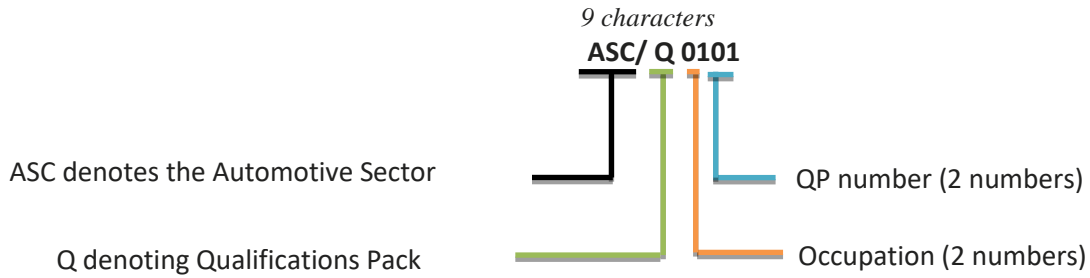 9 characters
ASC/ Q 0101
ASC denotes the Automotive Sector
QP number (2 numbers)
Q denoting Qualifications Pack
Occupation (2 numbers)